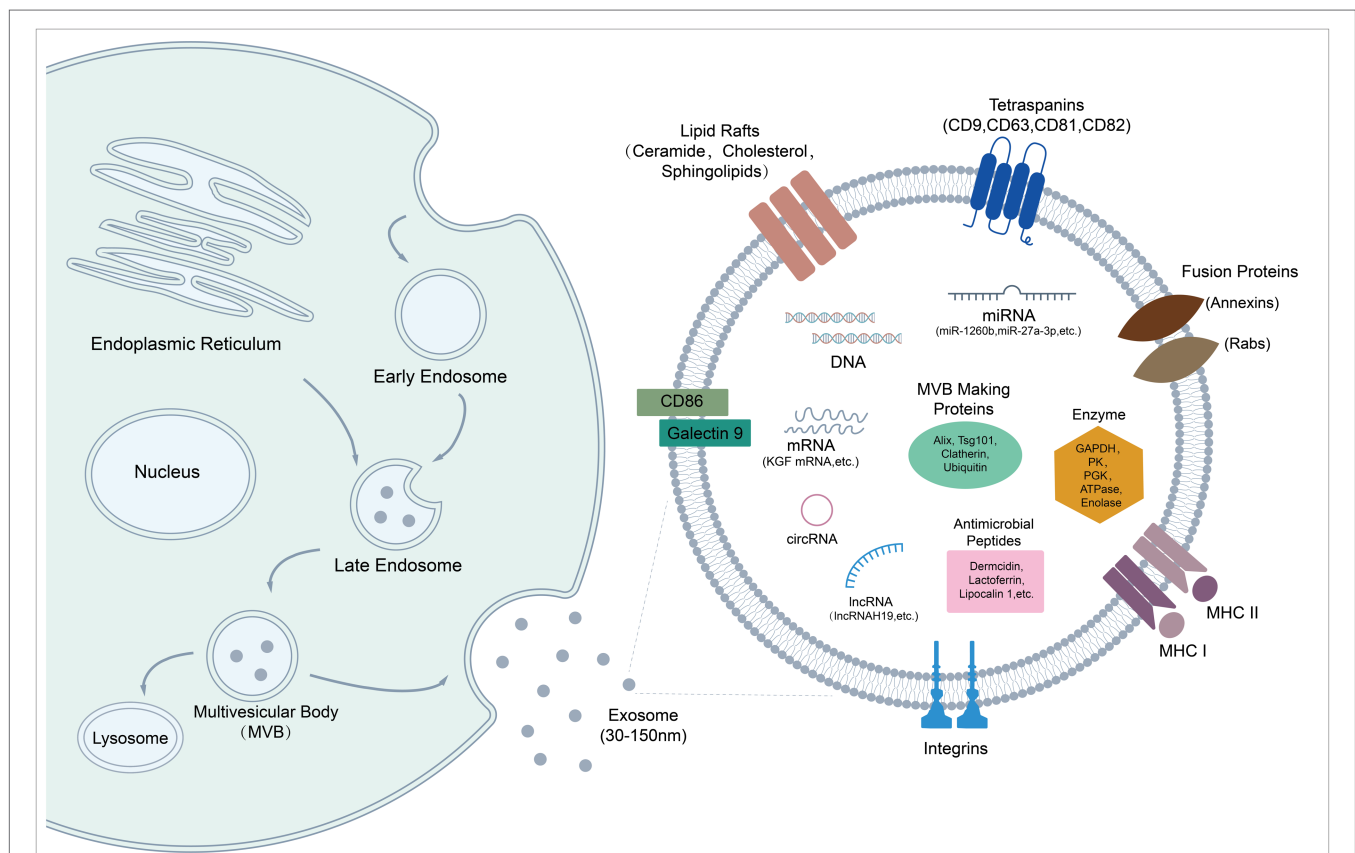 Endoplasmic Reticulum
Early Endosome
Nucleus
Late Endosome
Multivesicular Body
（MVB）
Lysosome
Exosome
(30-150nm)
Lipid Rafts
（Ceramide，Cholesterol，
Sphingolipids）
Tetraspanins
(CD9,CD63,CD81,CD82)
Fusion Proteins
(Annexins)
(Rabs)
miRNA
(miR-1260b,miR-27a-3p,etc.)
DNA
CD86
Galectin 9
mRNA
(KGF mRNA,etc.)
MVB Making
Proteins
Alix, Tsg101,
Clatherin,
Ubiquitin
Enzyme
GAPDH，
PK，
PGK，
ATPase,
Enolase
circRNA
lncRNA
（lncRNAH19,etc.)
Antimicrobial
Peptides
Dermcidin,
Lactoferrin,
Lipocalin 1,etc.
MHC II
MHC I
Integrins